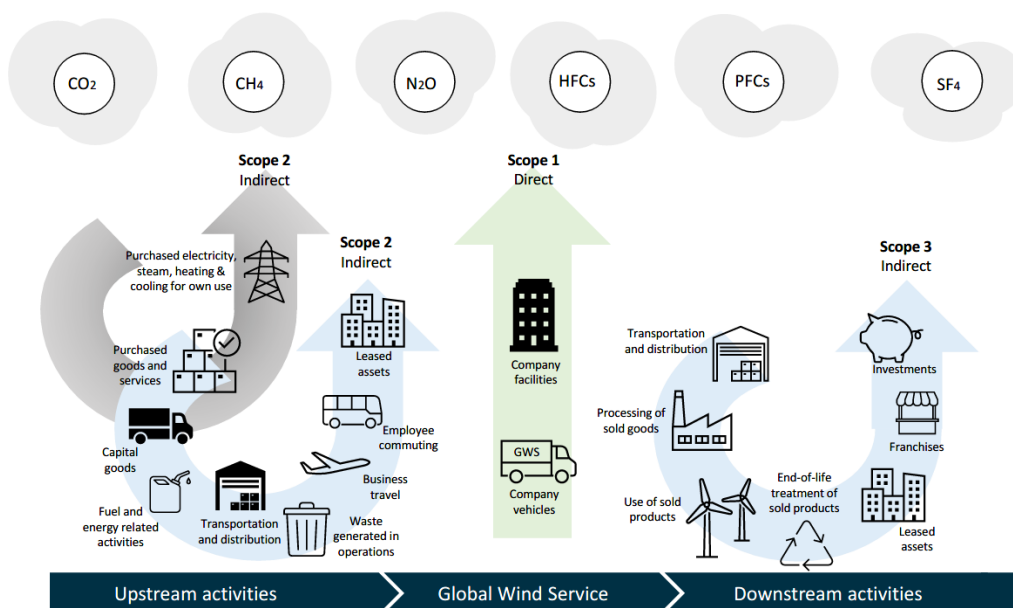 CO2
CH4
N2O
HFCs
PFCs
SF4
Scope 2
Indirect
Scope 1
Direct
Scope 2
Indirect
Scope 3
Indirect
Purchased electricity,
steam, heating &
cooling for own use
Purchased
goods and
services
Capital
goods
Fuel and
energy related
activities
Transportation
and distribution
Waste
generated in
operations
Business
travel
Employee
commuting
Leased
assets
Company
facilities
GWS
Company
vehicles
Transportation
and distribution
Processing of
sold goods
Use of sold
products
End-of-life
treatment of
sold products
Leased
assets
Franchises
Investments
Upstream activities
Global Wind Service
Downstream activities